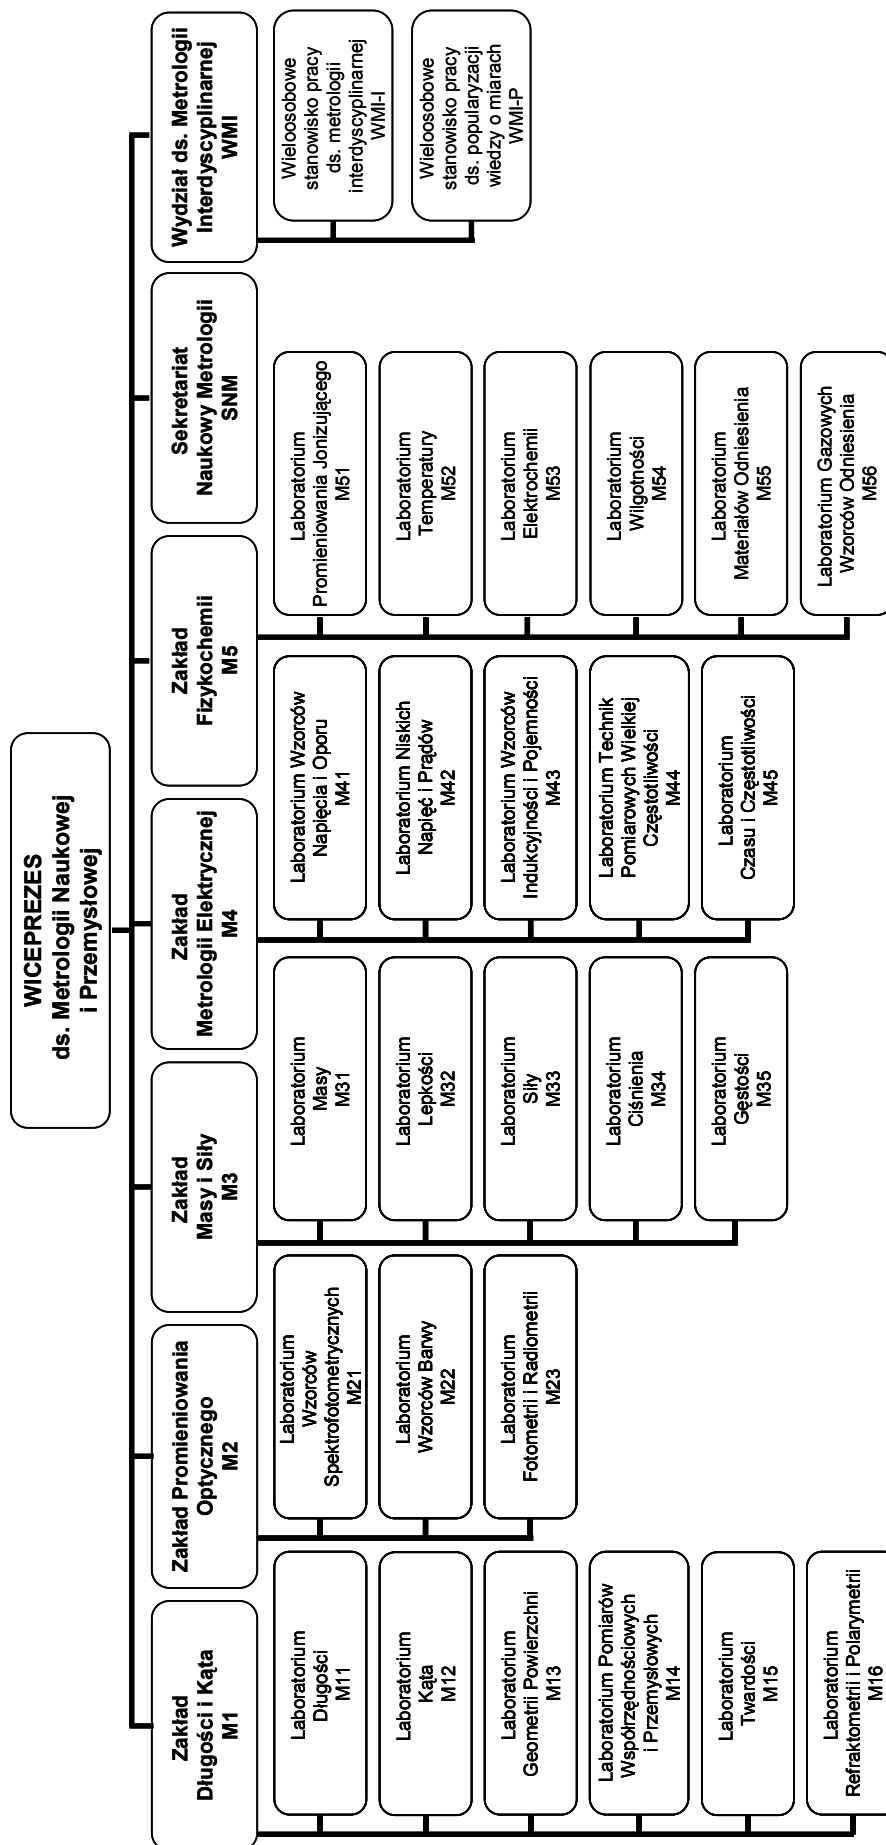 WICEPREZES
ds. Metrologii Naukowej
i Przemysłowej
Zakład
Długości i Kąta
M1
Laboratorium
Długości
M11
Laboratorium
Kąta
M12
Laboratorium
Geometrii Powierzchni
M13
Laboratorium Pomiarów
Współrzędnościowych
i Przemysłowych
M14
Laboratorium
Twardości
M15
Laboratorium
Refraktometrii i Polarymetrii
M16
Zakład Promieniowania
Optycznego
M2
Laboratorium
Wzorców
Spektrofotometrycznych
M21
Laboratorium
Wzorców Barwy
M22
Laboratorium
Fotometrii i Radiometrii
M23
Zakład
Masy i Siły
M3
Laboratorium
Masy
M31
Laboratorium
Lepkości
M32
Laboratorium
Siły
M33
Laboratorium
Ciśnienia
M34
Laboratorium
Gęstości
M35
Zakład
Metrologii Elektrycznej
M4
Laboratorium Wzorców
Napięcia i Oporu
M41
Laboratorium Niskich
Napięć i Prądów
M42
Laboratorium Wzorców
Indukcyjności i Pojemności
M43
Laboratorium Technik
Pomiarowych Wielkiej
Częstotliwości
M44
Laboratorium
Czasu i Częstotliwości
M45
Zakład
Fizykochemii
M5
Laboratorium
Promieniowania Jonizującego
M51
Laboratorium
Temperatury
M52
Laboratorium
Elektrochemii
M53
Laboratorium
Wilgotności
M54
Laboratorium
Materiałów Odniesienia
M55
Laboratorium Gazowych
Wzorców Odniesienia
M56
Sekretariat
Naukowy Metrologii
SNM
Wydział ds. Metrologii
Interdyscyplinarnej
WMI
Wieloosobowe
stanowisko pracy
ds. metrologii
interdyscyplinarnej
WMI-I
Wieloosobowe
stanowisko pracy
ds. popularyzacji
wiedzy o miarach
WMI-P